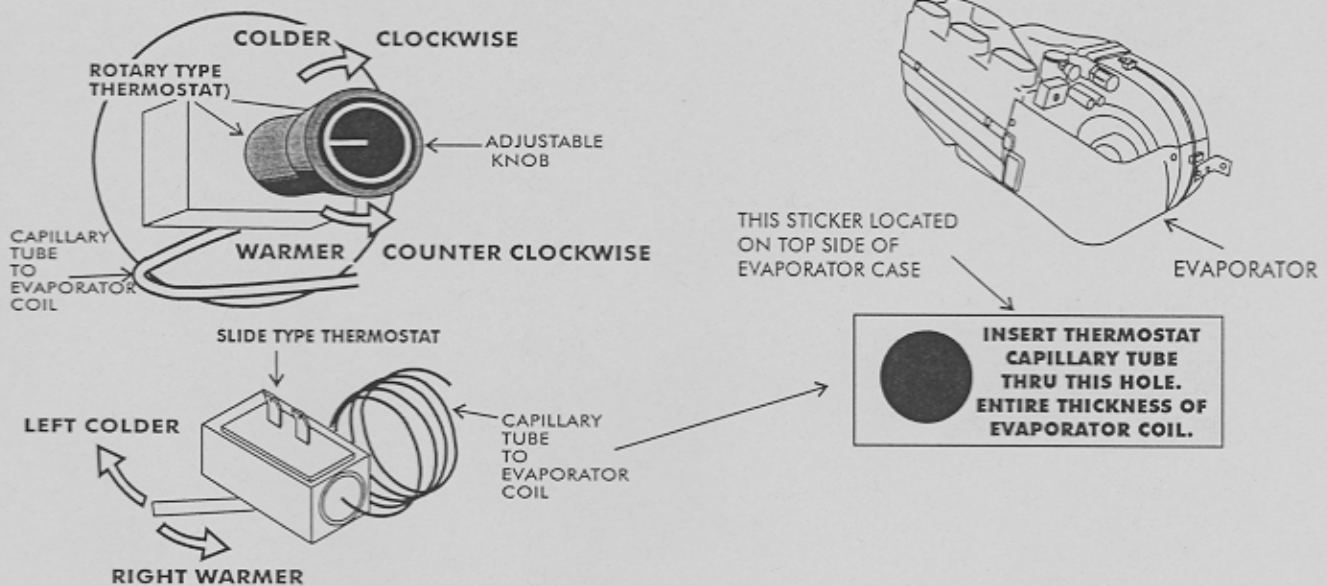 COLDER CLOCKWISE
ROTARY TYPE
THERMOSTAT)
ADJUSTABLE
KNOB
CAPILLARY
TUBE
TO
EVAPORATOR
COIL
WARMER COUNTER CLOCKWISE
SLIDE TYPE THERMOSTAT
LEFT COLDER
CAPILLARY
TUBE
TO
EVAPORATOR
COIL
RIGHT WARMER
THIS STICKER LOCATED
ON TOP SIDE OF
EVAPORATOR CASE
EVAPORATOR
INSERT THERMOSTAT
CAPILLARY TUBE
THRU THIS HOLE.
ENTIRE THICKNESS OF
EVAPORATOR COIL.